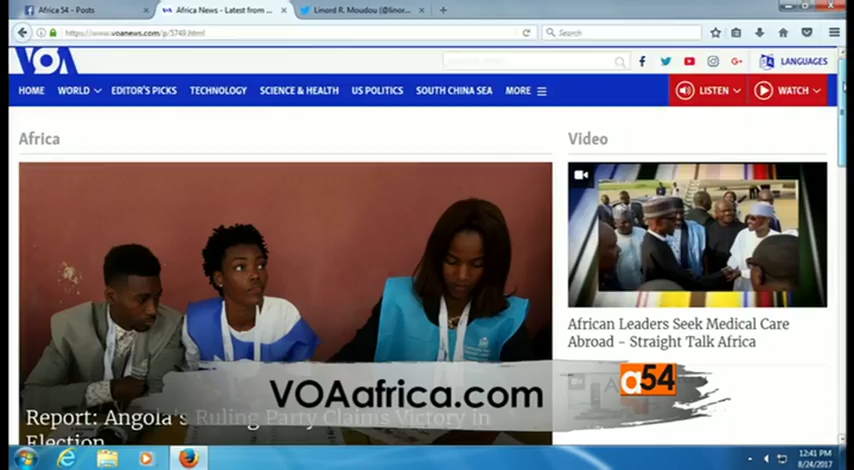 Africa 54 - Posts
Africa News - Latest from ...
Linord R. Moudou (@linor...
https://www.voanews.com/p/5749.html
Search
VOA
LANGUAGES
HOME
WORLD
EDITOR'S PICKS
TECHNOLOGY
SCIENCE & HEALTH
US POLITICS
SOUTH CHINA SEA
MORE
LISTEN
WATCH
Africa
Video
African Leaders Seek Medical Care
Abroad - Straight Talk Africa
VOAafrica.com
a54
Report: Angola's Ruling Party Claims Victory in
Election
12:41 PM
8/24/2017